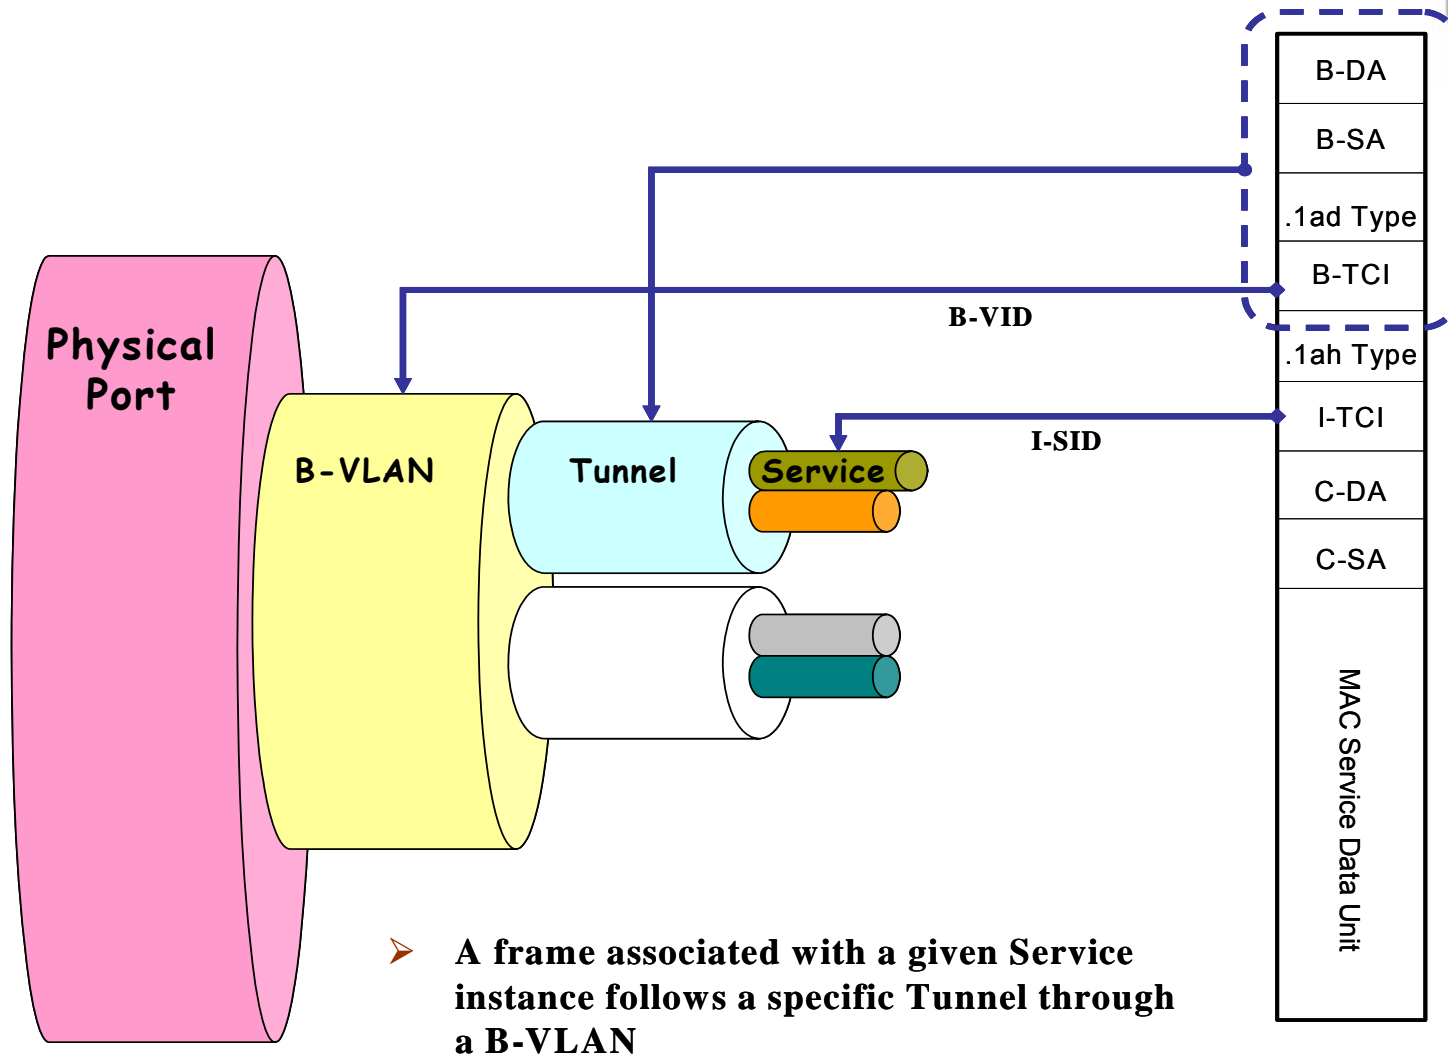 B-DA
B-SA
.1ad Type
B-TCI
.1ah Type
I-TCI
C-DA
C-SA
MAC Service Data Unit
B-VID
I-SID
Physical
Port
B-VLAN
Tunnel
Service
A frame associated with a given Service
instance follows a specific Tunnel through
a B-VLAN